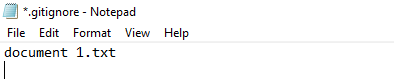 *.gitignore - Notepad
File Edit Format View Help
document 1.txt